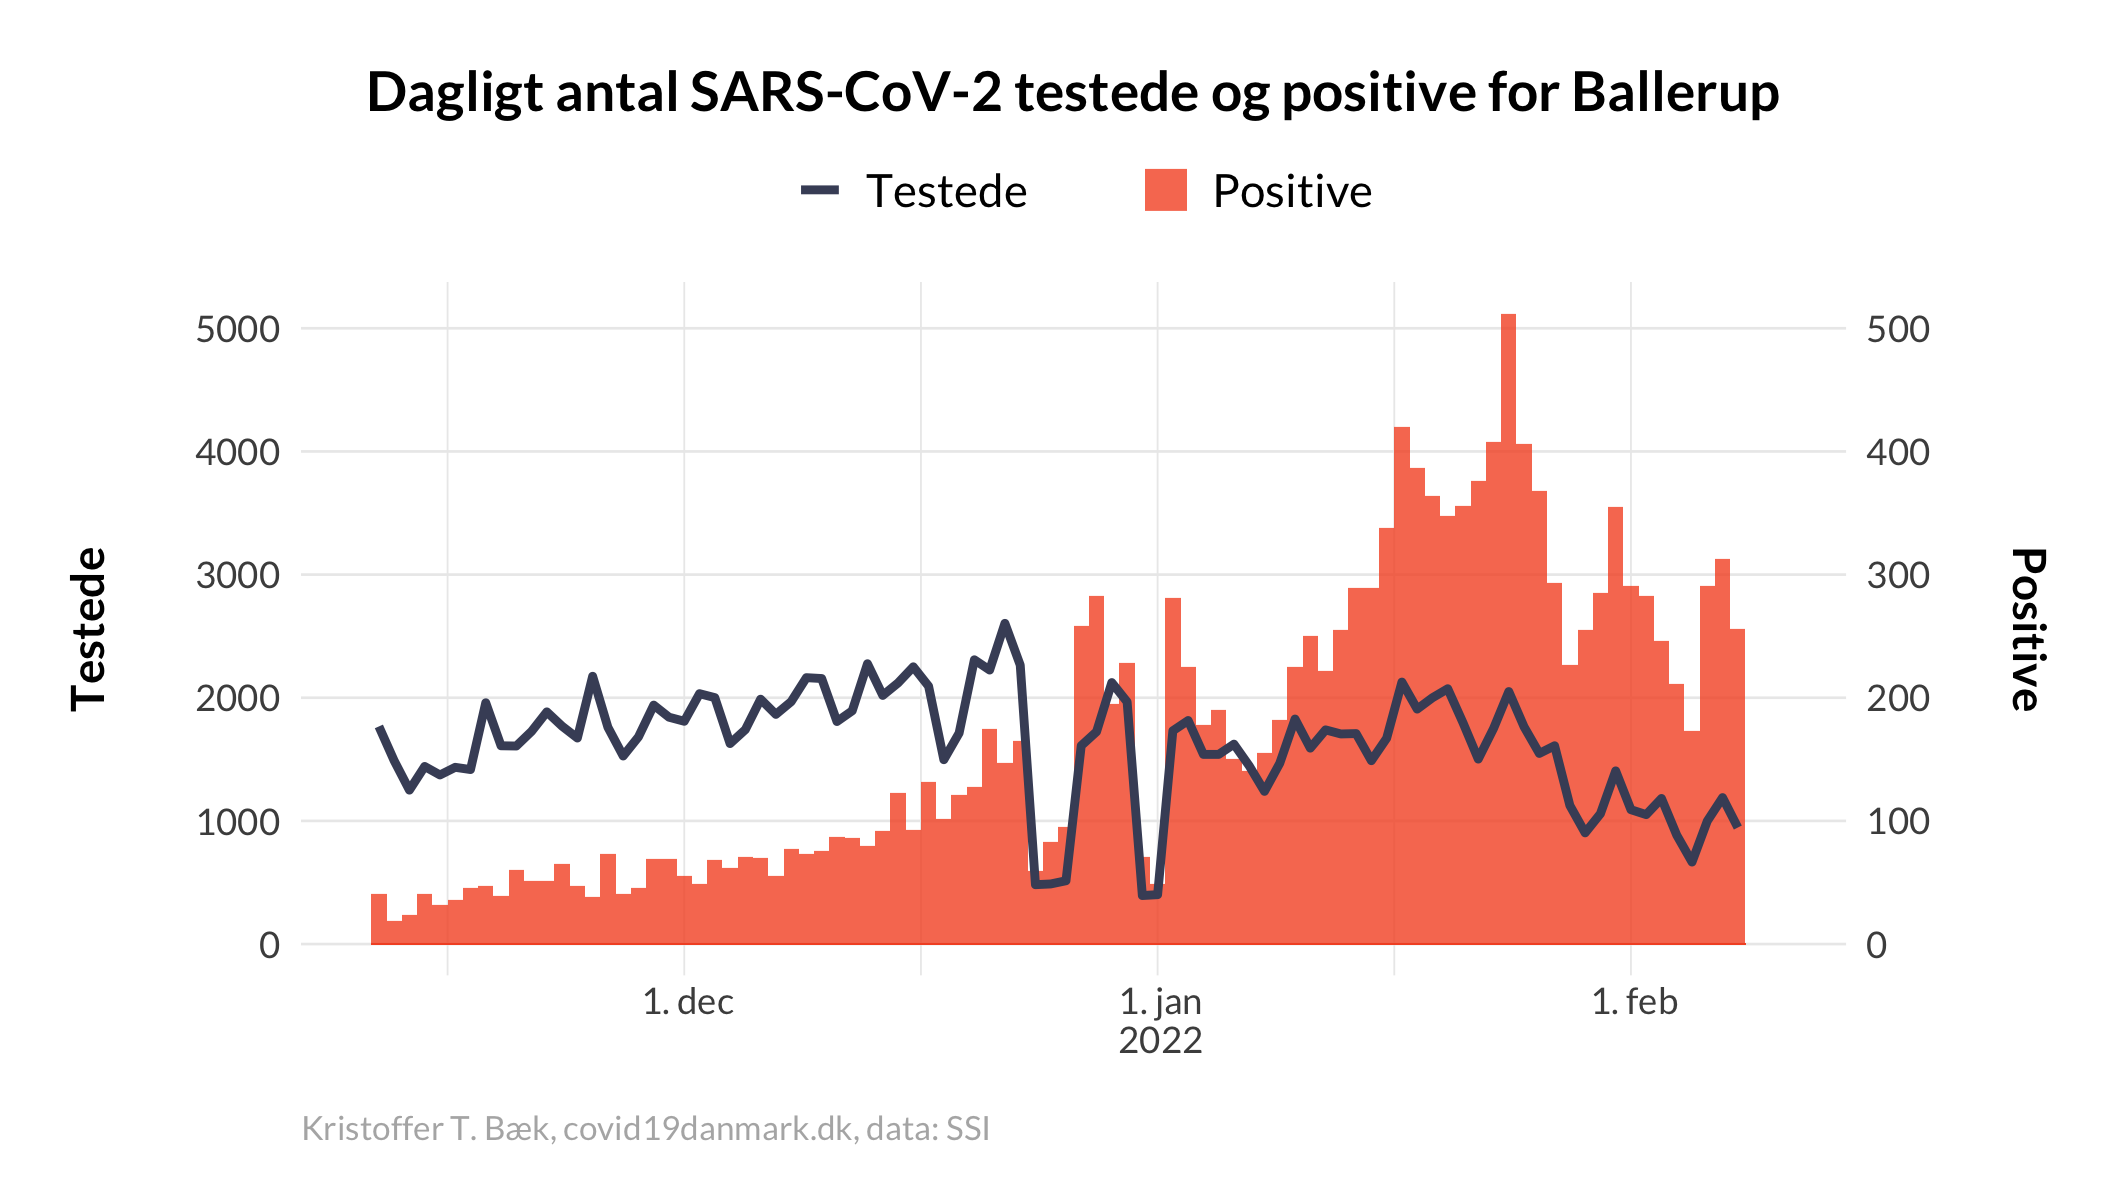 Dagligt antal SARS-CoV-2 testede og positive for Ballerup
Testede
Positive
5000
4000
3000
2000
1000
0
Testede
500
400
300
200
100
0
Positive
1. dec
1. jan
2022
1. feb
Kristoffer T. Bæk, covid19danmark.dk, data: SSI